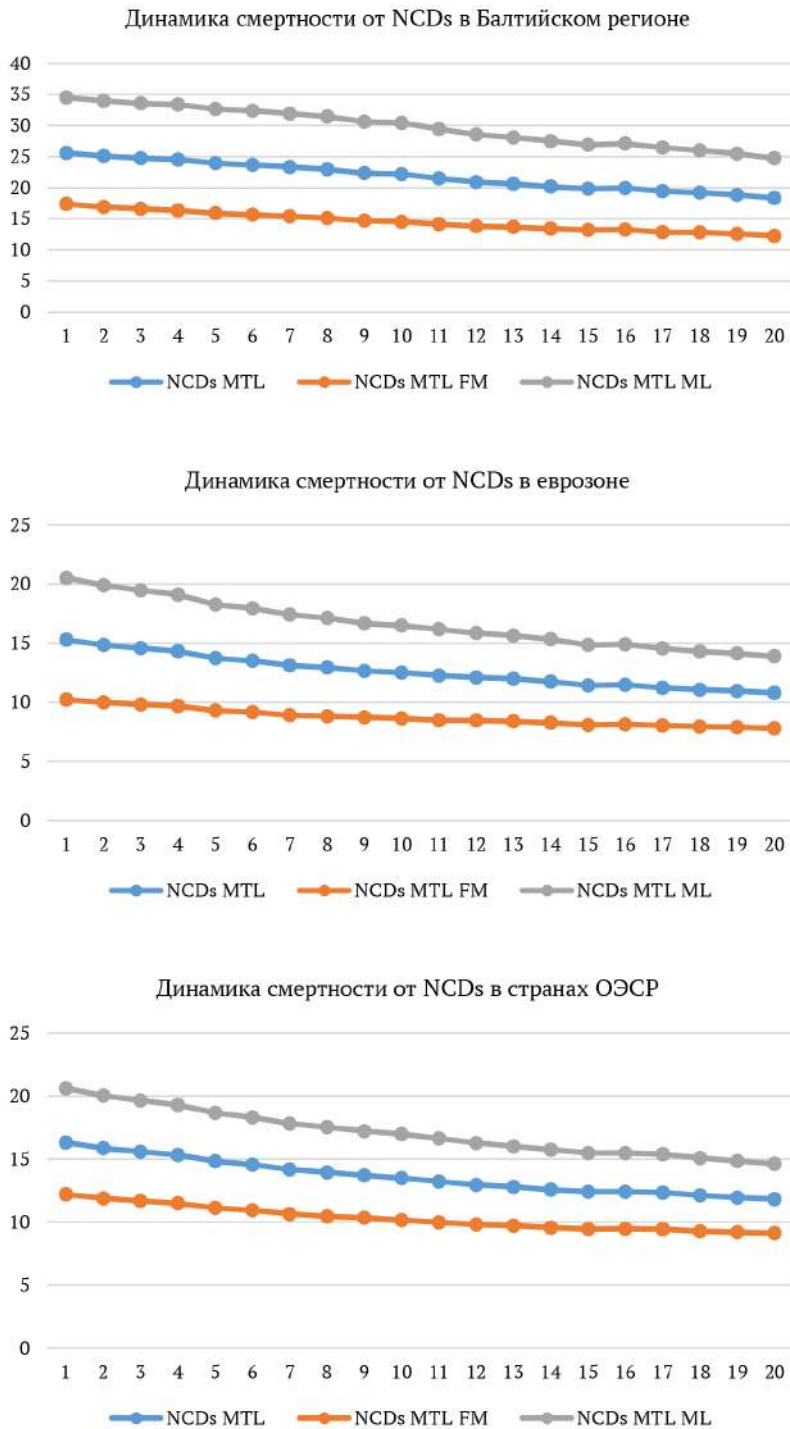 Динамика смертности от NCDs в Балтийском регионе
40
35
30
25
20
15
10
5
0
1 2 3 4 5 6 7 8 9 10 11 12 13 14 15 16 17 18 19 20
NCDs MTL NCDs MTL FM NCDs MTL ML
Динамика смертности от NCDs в еврозоне
25
20
15
10
5
0
1 2 3 4 5 6 7 8 9 10 11 12 13 14 15 16 17 18 19 20
NCDs MTL NCDs MTL FM NCDs MTL ML
Динамика смертности от NCDs в странах ОЭСР
25
20
15
10
5
0
1 2 3 4 5 6 7 8 9 10 11 12 13 14 15 16 17 18 19 20
NCDs MTL NCDs MTL FM NCDs MTL ML